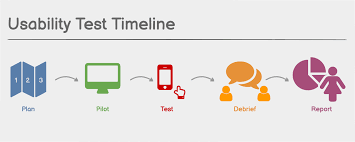 Usability Test Timeline
1 2 3
Plan
Pilot
Test
Debrief
Report